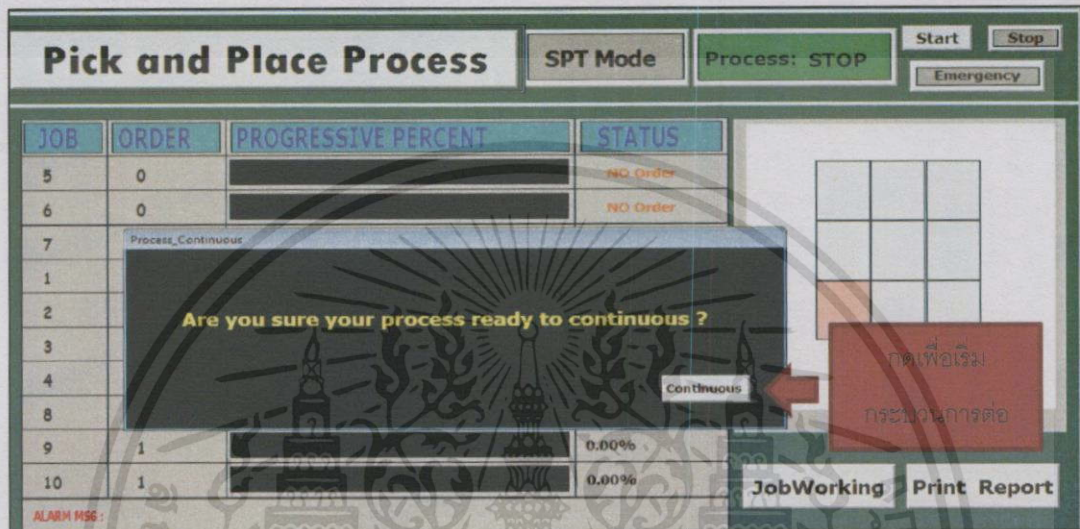 Pick and Place Process
SPT Mode
Process: STOP
Start
Stop
Emergency
JOB ORDER PROGRESSIVE PERCENT STATUS
5 0 NO Order
6 0 NO Order
7
1
2
3
4
8
9 1 0.00%
10 1 0.00%
Process_Continuous
Are you sure your process ready to continuous ?
Continuous
กดเพื่อเริ่ม
กระบวนการต่อ
JobWorking
Print Report
ALARM MSG :